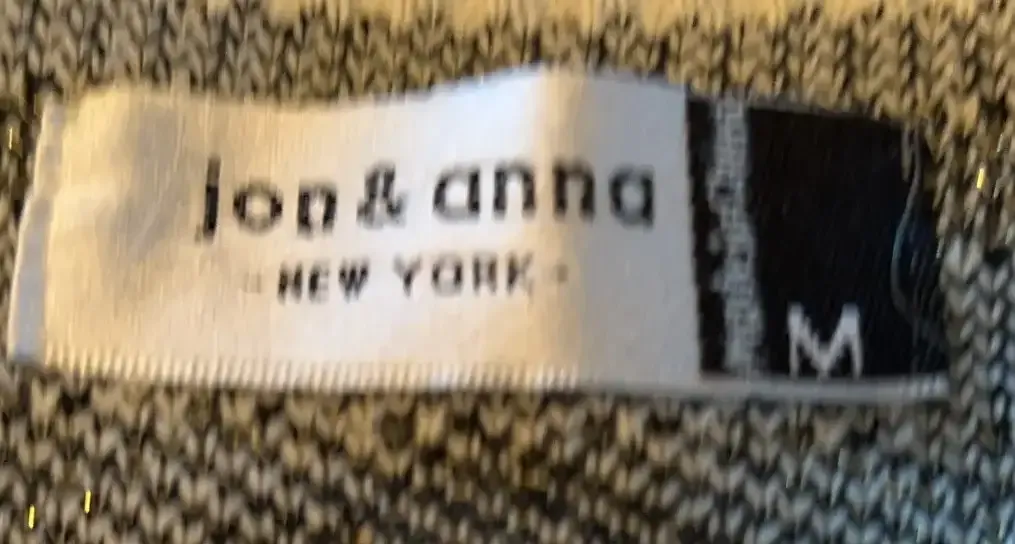 jon & anna
- NEW YORK -
M